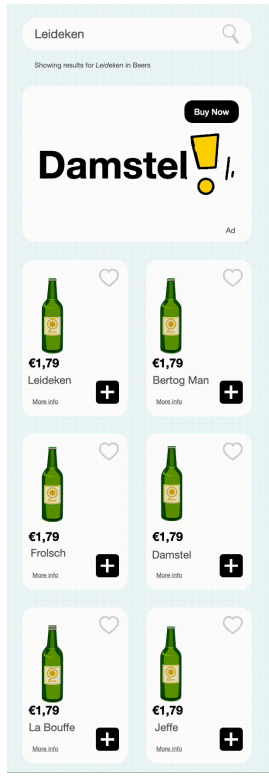 Leideken
Showing results for Leideken in Beers
Buy Now
Damstel!
Ad
€1,79
Leideken
More info
€1,79
Bertog Man
More info
€1,79
Frolsch
More info
€1,79
Damstel
More info
€1,79
La Bouffe
More info
€1,79
Jeffe
More info